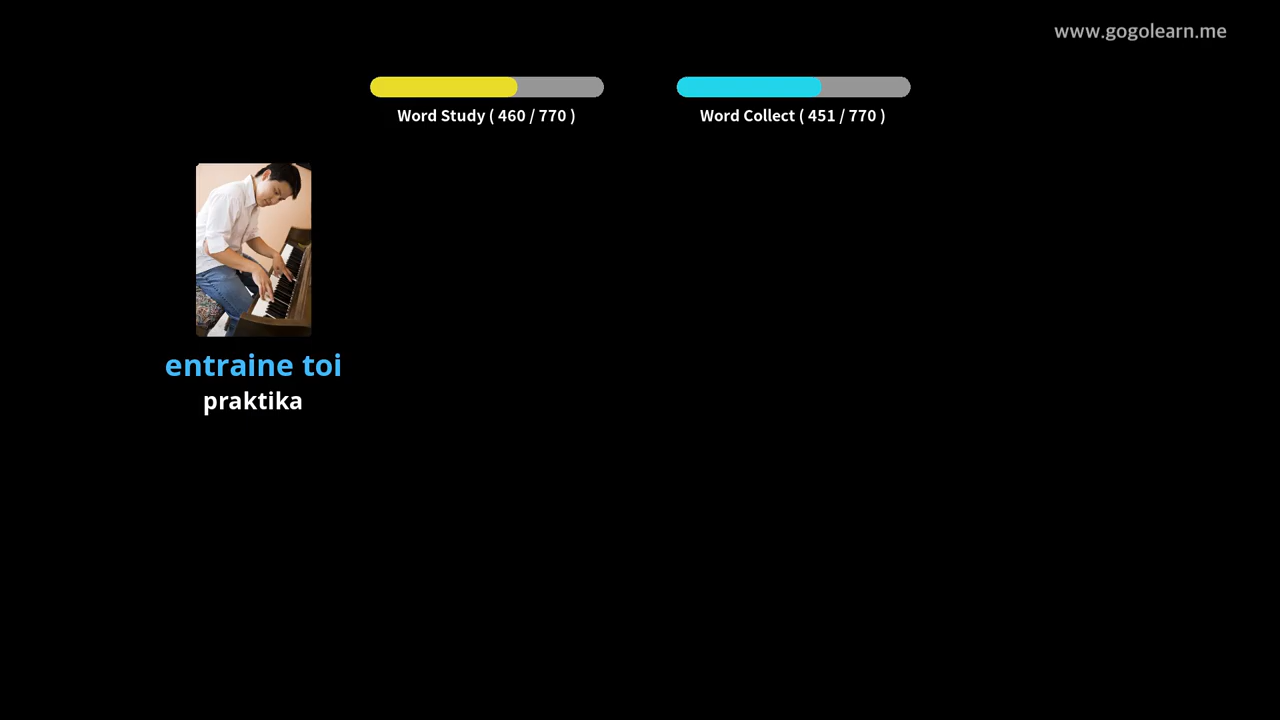 www.gogolearn.me
Word Study ( 460 / 770 )
Word Collect ( 451 / 770 )
entraine toi
praktika